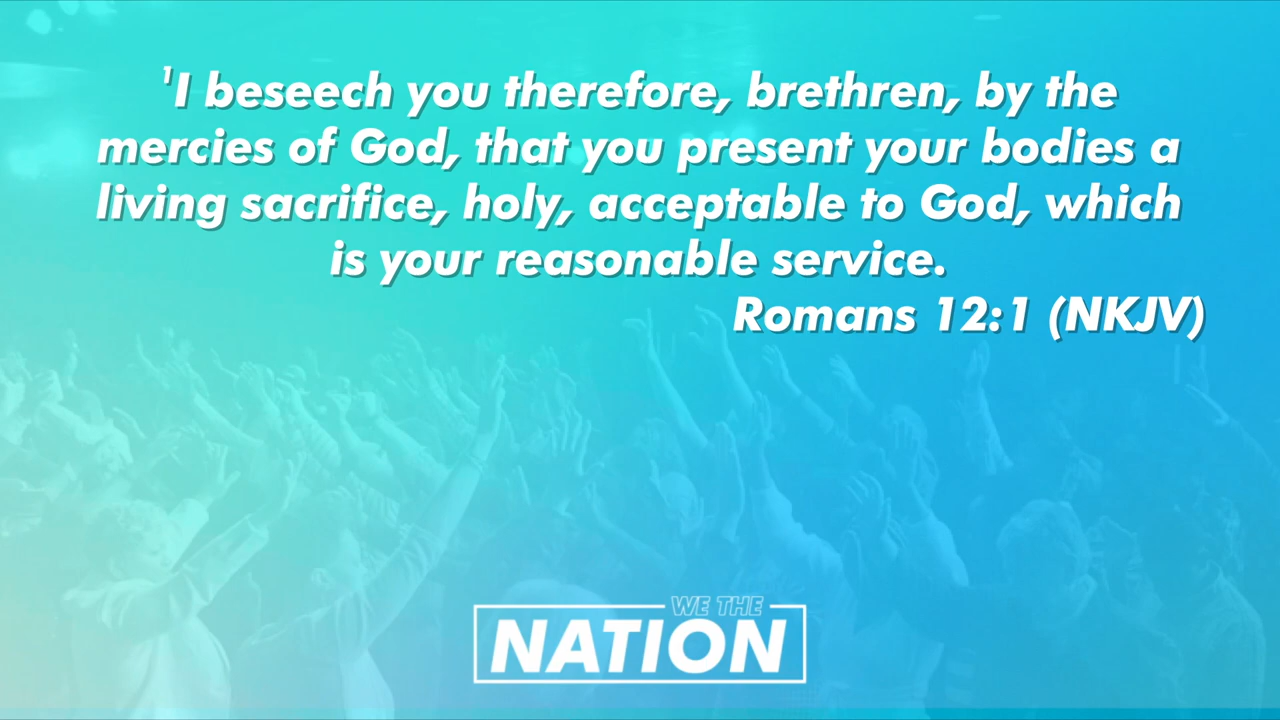 ¹I beseech you therefore, brethren, by the
mercies of God, that you present your bodies a
living sacrifice, holy, acceptable to God, which
is your reasonable service.
Romans 12:1 (NKJV)
WE THE
NATION